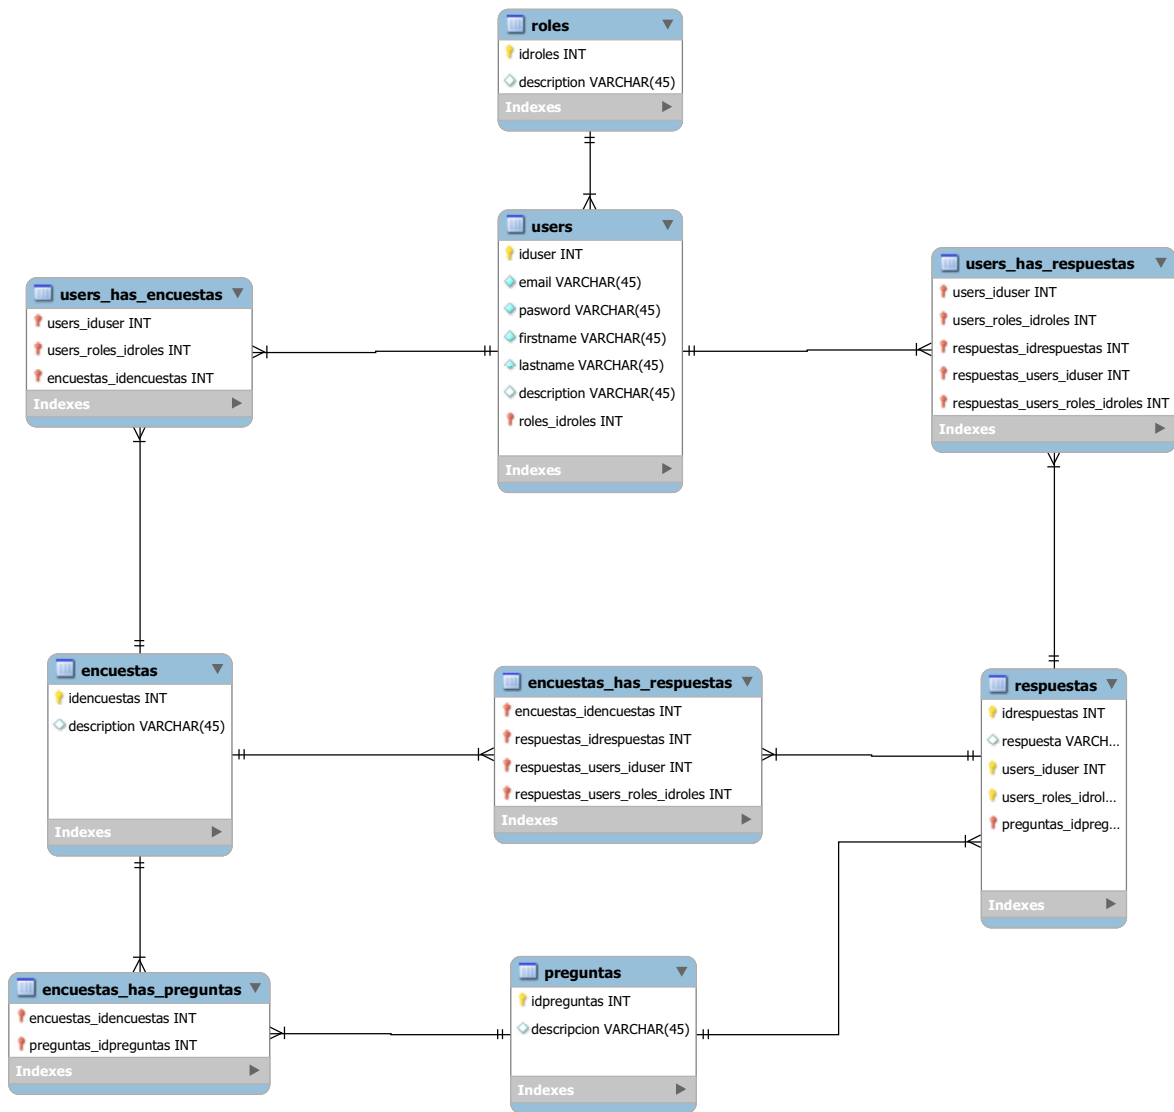 roles
idroles INT
description VARCHAR(45)
Indexes
users
iduser INT
email VARCHAR(45)
pasword VARCHAR(45)
firstname VARCHAR(45)
lastname VARCHAR(45)
description VARCHAR(45)
roles_idroles INT
Indexes
users_has_encuestas
users_iduser INT
users_roles_idroles INT
encuestas_idencuestas INT
Indexes
users_has_respuestas
users_iduser INT
users_roles_idroles INT
respuestas_idrespuestas INT
respuestas_users_iduser INT
respuestas_users_roles_idroles INT
Indexes
encuestas
idencuestas INT
description VARCHAR(45)
Indexes
encuestas_has_respuestas
encuestas_idencuestas INT
respuestas_idrespuestas INT
respuestas_users_iduser INT
respuestas_users_roles_idroles INT
Indexes
respuestas
idrespuestas INT
respuesta VARCH...
users_iduser INT
users_roles_idrol...
preguntas_idpreg...
Indexes
encuestas_has_preguntas
encuestas_idencuestas INT
preguntas_idpreguntas INT
Indexes
preguntas
idpreguntas INT
descripcion VARCHAR(45)
Indexes